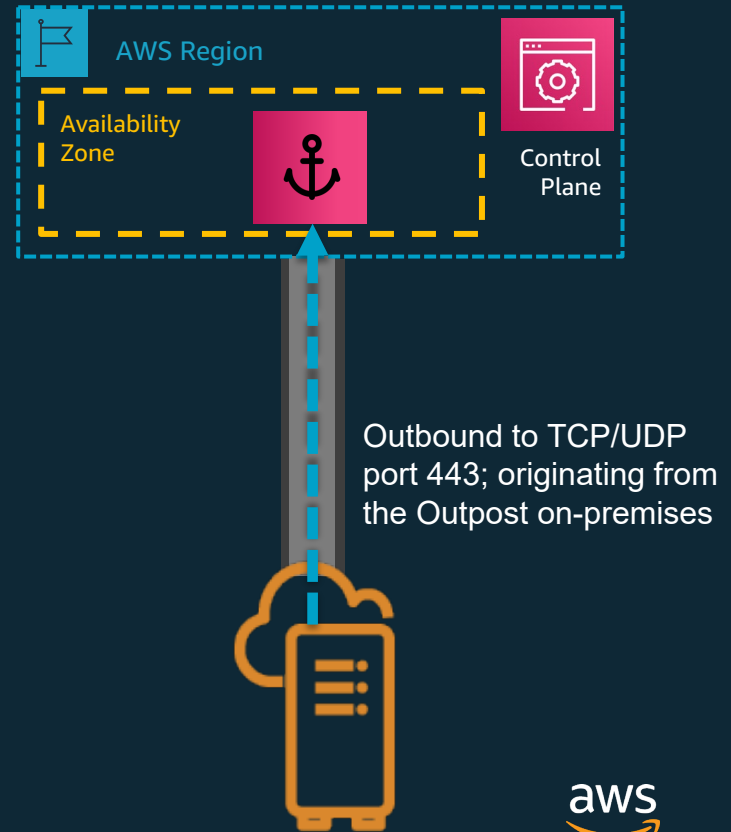 AWS Region
Availability
Zone
Control
Plane
Outbound to TCP/UDP
port 443; originating from
the Outpost on-premises
aws